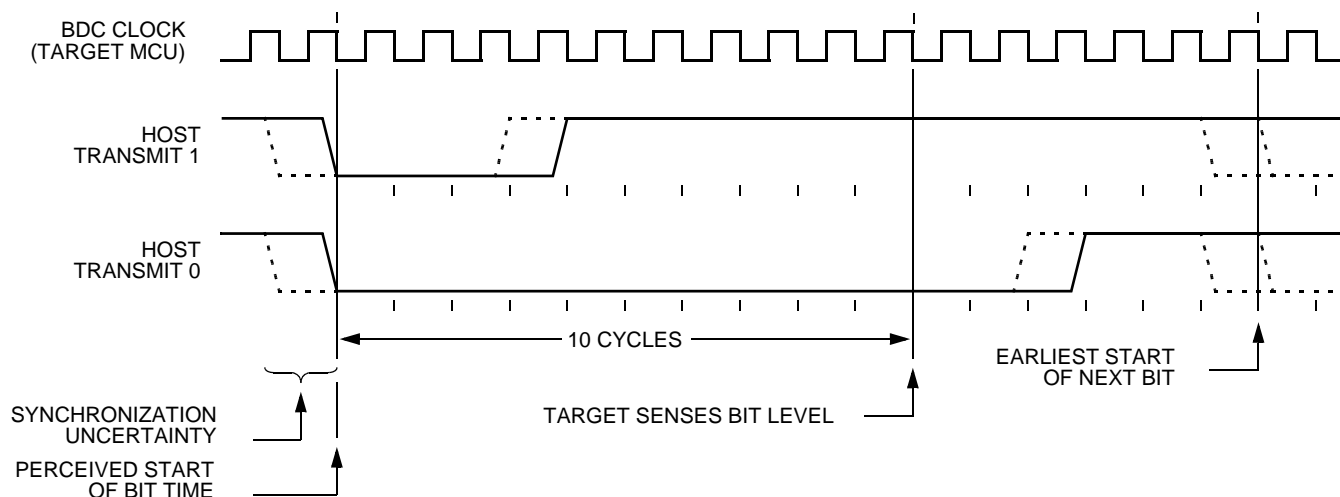 BDC CLOCK
(TARGET MCU)
HOST
TRANSMIT 1
HOST
TRANSMIT 0
10 CYCLES
EARLIEST START
OF NEXT BIT
TARGET SENSES BIT LEVEL
SYNCHRONIZATION
UNCERTAINTY
PERCEIVED START
OF BIT TIME